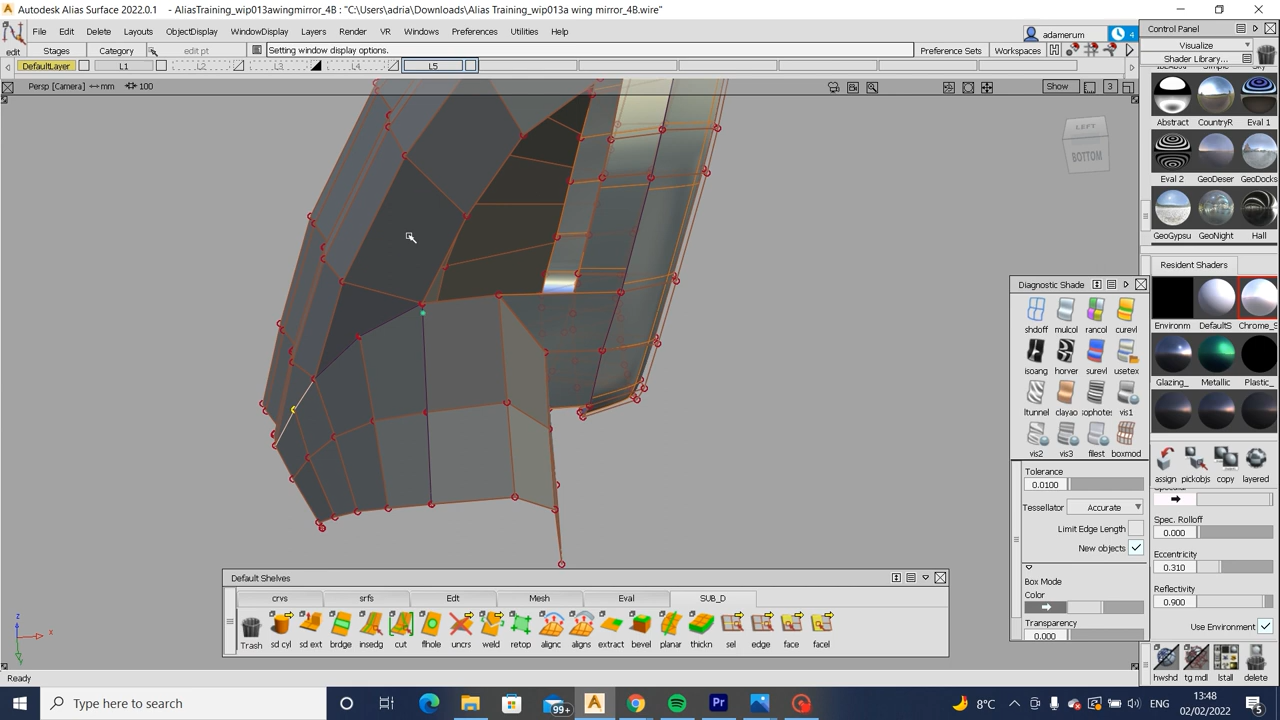 Autodesk Alias Surface 2022.0.1 - AliasTraining_wip013awingmirror_4B : "C:\Users\adria\Downloads\Alias Training_wip013a wing mirror_4B.wire"
edit
File Edit Delete Layouts ObjectDisplay WindowDisplay Layers Render VR Windows Preferences Utilities Help
adamerum 4
Stages Category edit pt Setting window display options. Preference Sets Workspaces
DefaultLayer L1 L2 L3 L4 L5
Persp [Camera] mm 100 Show 3
LEFT
BOTTOM
Control Panel
Visualize
Shader Library...
Abstract CountryR Eval 1
Eval 2 GeoDeser GeoDocks
GeoGypsu GeoNight Hall
Resident Shaders
Environm DefaultS Chrome_S
Glazing_ Metallic Plastic_
assign pickobjs copy layered
Spec. Rolloff
0.000
Eccentricity
0.310
Reflectivity
0.900
Use Environment
hwshd tg mdl lstall delete
Diagnostic Shade
shdoff mulcol rancol curevl
isoang horver surevl usetex
ltunnel clayao sophotes vis1
vis2 vis3 filest boxmod
Tolerance
0.0100
Tessellator Accurate
Limit Edge Length
New objects
Box Mode
Color
Transparency
0.000
Default Shelves
crvs srfs Edt Mesh Eval SUB_D
Trash sd cyl sd ext brdge insedg cut flhole uncrs weld retop alignc aligns extract bevel planar thickn sel edge face facel
z
x
Y
Ready
Type here to search
99+
Pr
8°C
13:48
02/02/2022
5